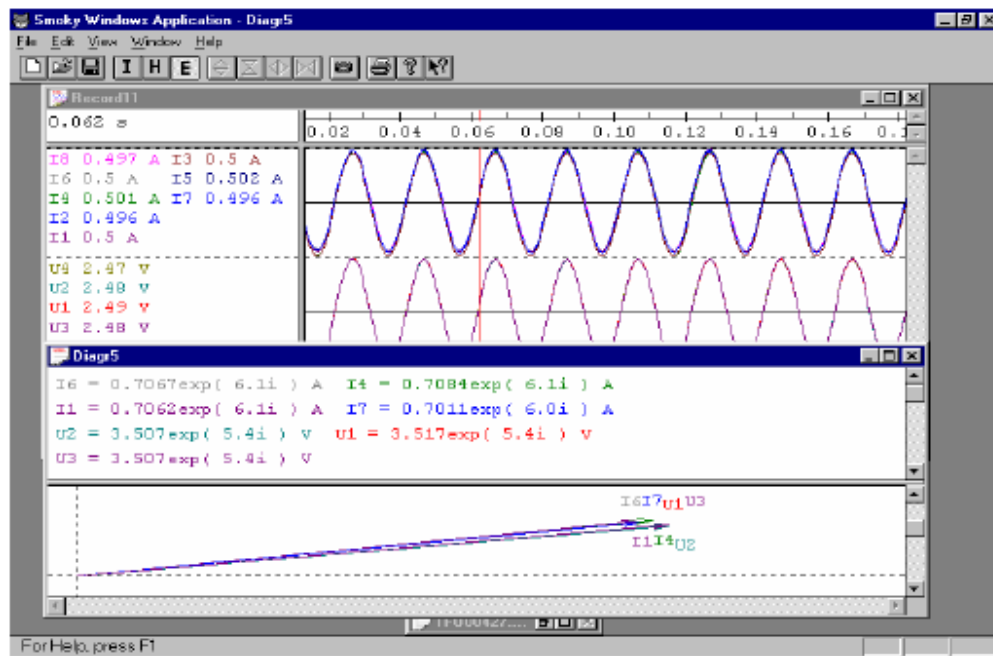 Smoky Windows Application - Diagr5
File Edit View Window Help
I H E
Record11
0.062 s
0.02 0.04 0.06 0.08 0.10 0.12 0.14 0.16
I8 0.497 A I3 0.5 A
I6 0.5 A I5 0.502 A
I4 0.501 A I7 0.496 A
I2 0.496 A
I1 0.5 A
U4 2.47 V
U2 2.48 V
U1 2.49 V
U3 2.48 V
Diagr5
I6 = 0.7067exp( 6.1i ) A I4 = 0.7084exp( 6.1i ) A
I1 = 0.7062exp( 6.1i ) A I7 = 0.7011exp( 6.0i ) A
U2 = 3.507exp( 5.4i ) V U1 = 3.517exp( 5.4i ) V
U3 = 3.507exp( 5.4i ) V
I6I7U1U3
I1I4U2
For Help, press F1